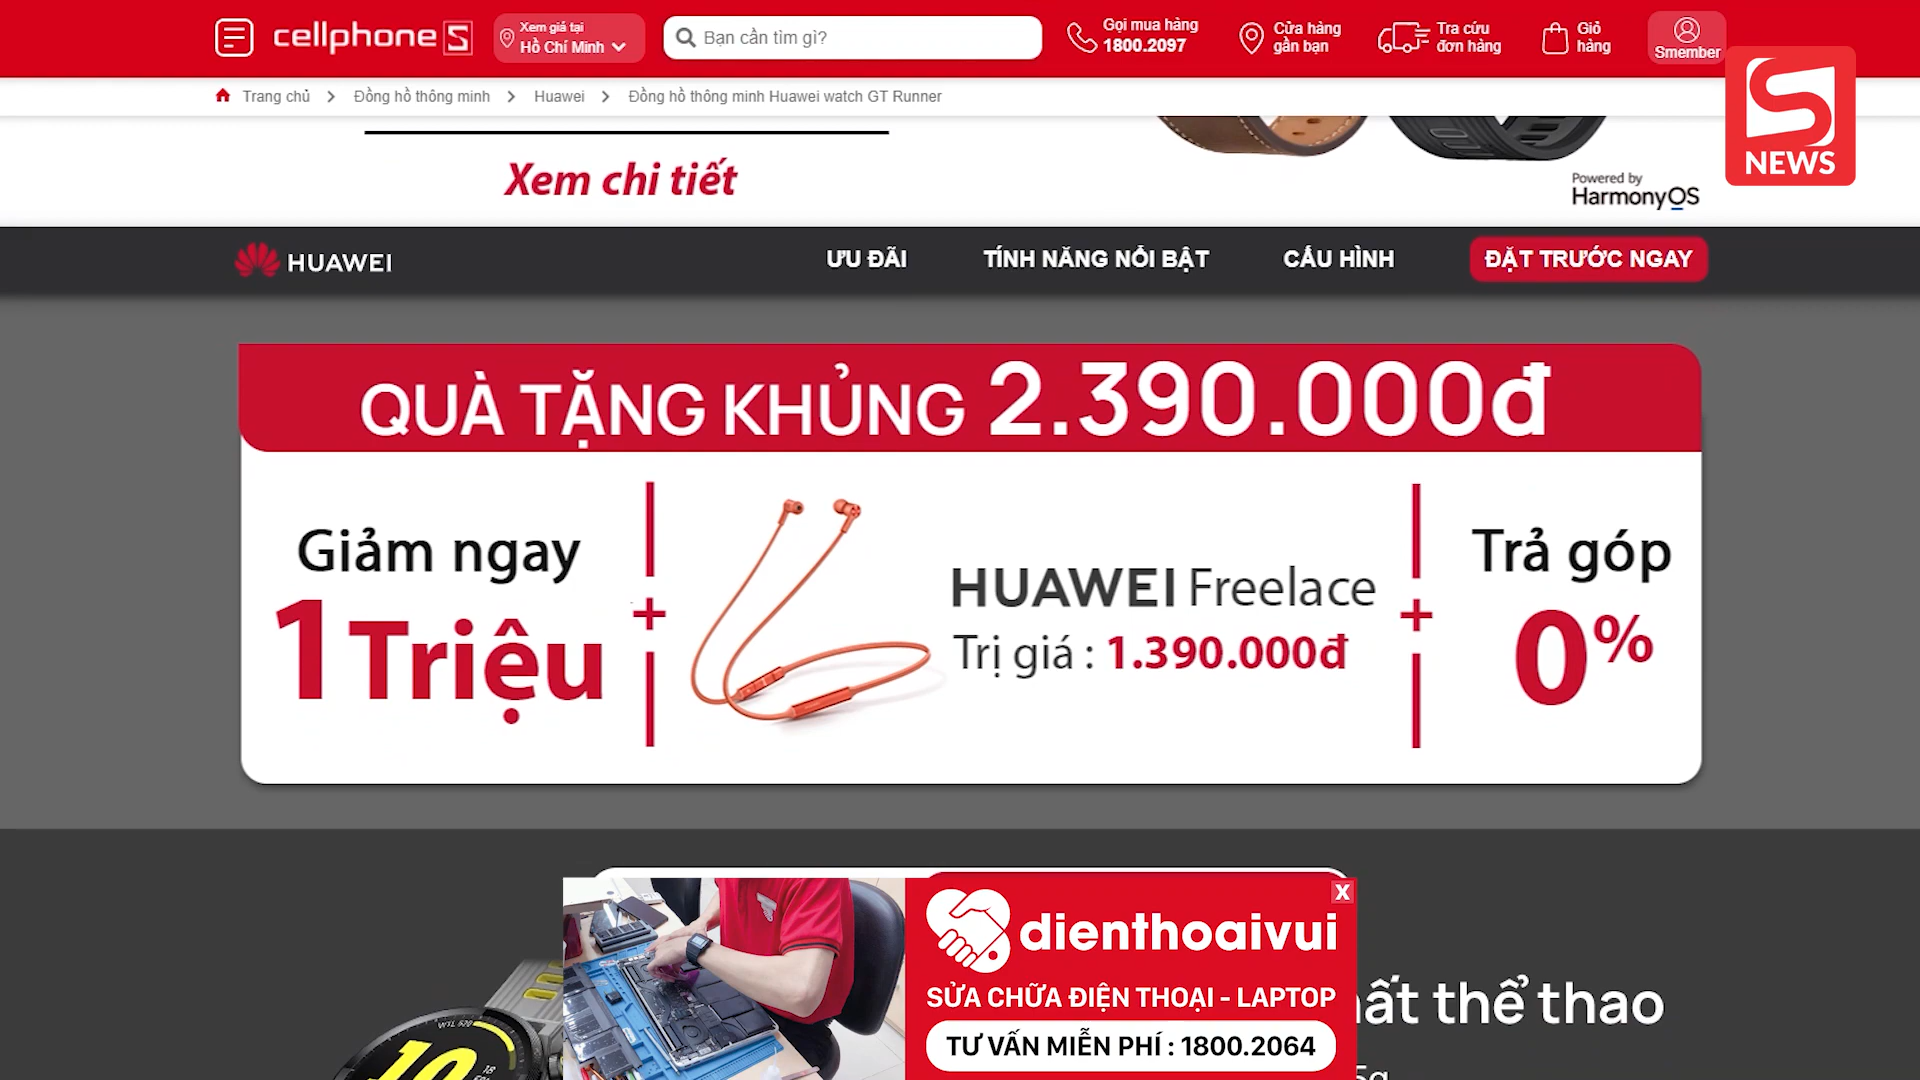 cellphoneS
Xem giá tại
Hồ Chí Minh
Bạn cần tìm gì?
Gọi mua hàng
1800.2097
Cửa hàng
gần bạn
Tra cứu
đơn hàng
Giỏ
hàng
Smember
S
NEWS
Trang chủ > Đồng hồ thông minh > Huawei > Đồng hồ thông minh Huawei watch GT Runner
Xem chi tiết
Powered by
HarmonyOS
HUAWEI
ƯU ĐÃI
TÍNH NĂNG NỔI BẬT
CẤU HÌNH
ĐẶT TRƯỚC NGAY
QUÀ TẶNG KHỦNG 2.390.000đ
Giảm ngay
1 Triệu
+
HUAWEI Freelace
Trị giá : 1.390.000đ
+
Trả góp
0%
X
dienthoaivui
SỬA CHỮA ĐIỆN THOẠI - LAPTOP
TƯ VẤN MIỄN PHÍ : 1800.2064
thể thao
10
18